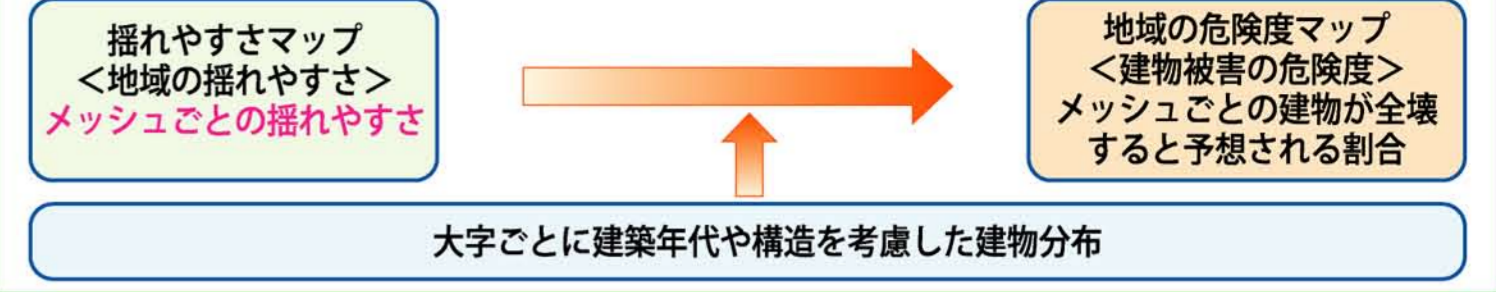 揺れやすさマップ
＜地域の揺れやすさ＞
メッシュごとの揺れやすさ
地域の危険度マップ
＜建物被害の危険度＞
メッシュごとの建物が全壊
すると予想される割合
大字ごとに建築年代や構造を考慮した建物分布